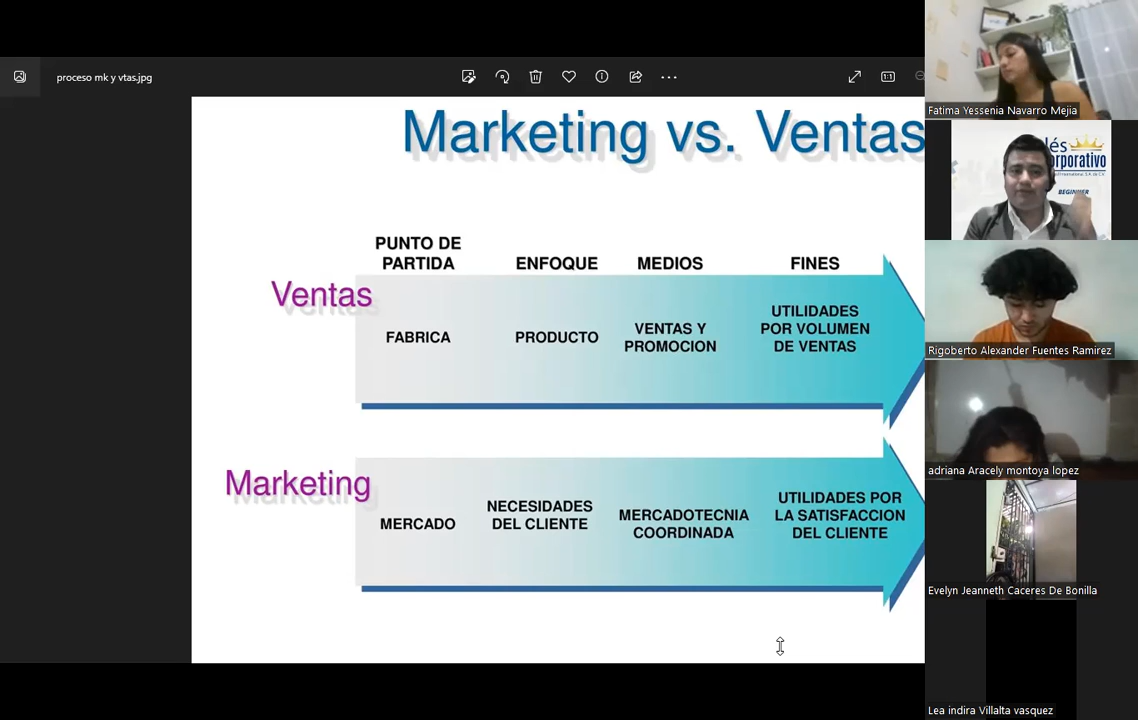 proceso mk y vtas.jpg
Marketing vs. Ventas
PUNTO DE
PARTIDA
ENFOQUE
MEDIOS
FINES
Ventas
FABRICA
PRODUCTO
VENTAS Y
PROMOCION
UTILIDADES
POR VOLUMEN
DE VENTAS
Marketing
MERCADO
NECESIDADES
DEL CLIENTE
MERCADOTECNIA
COORDINADA
UTILIDADES POR
LA SATISFACCION
DEL CLIENTE
Fatima Yessenia Navarro Mejia
lés
orporativo
BEGINNER
Rigoberto Alexander Fuentes Ramirez
adriana Aracely montoya lopez
Evelyn Jeanneth Caceres De Bonilla
Lea indira Villalta vasquez